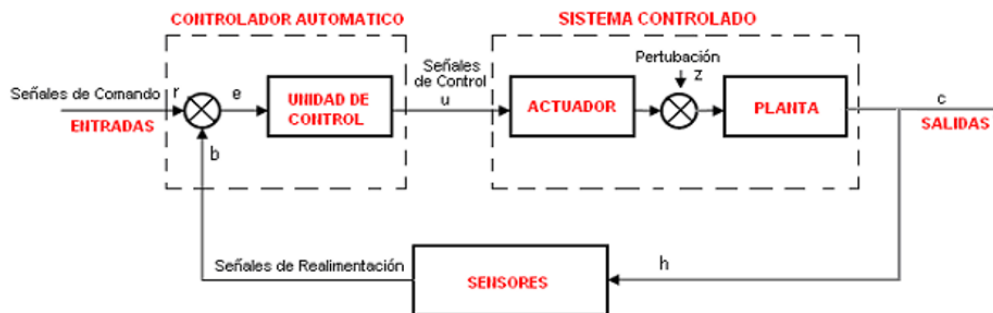 CONTROLADOR AUTOMATICO
SISTEMA CONTROLADO
Señales de Comando
r
e
UNIDAD DE
CONTROL
Señales
de Control
u
ACTUADOR
Pertubación
z
PLANTA
c
ENTRADAS
SALIDAS
b
Señales de Realimentación
SENSORES
h